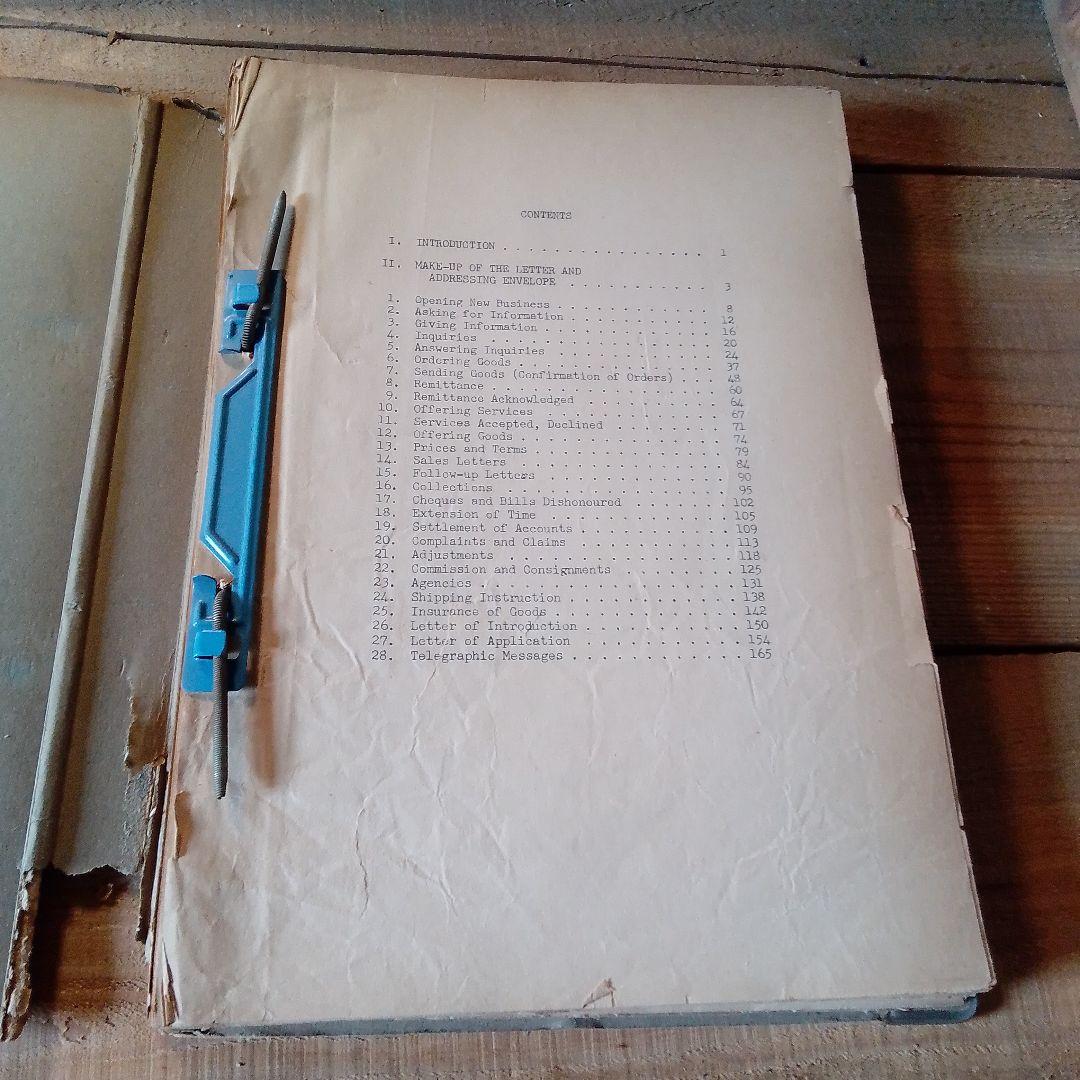 CONTENTS
I. INTRODUCTION . . . . . . . . . . . . . . . . 1
II. MAKE-UP OF THE LETTER AND
ADDRESSING ENVELOPE . . . . . . . . . . . . 3
1. Opening New Business . . . . . . . . . . . . . 8
2. Asking for Information . . . . . . . . . . . . 12
3. Giving Information . . . . . . . . . . . . . . 16
4. Inquiries . . . . . . . . . . . . . . . . . . 20
5. Answering Inquiries . . . . . . . . . . . . . 24
6. Ordering Goods . . . . . . . . . . . . . . . . 37
7. Sending Goods (Confirmation of Orders) . . . 48
8. Remittance . . . . . . . . . . . . . . . . . . 60
9. Remittance Acknowledged . . . . . . . . . . . 64
10. Offering Services . . . . . . . . . . . . . . 67
11. Services Accepted, Declined . . . . . . . . . 71
12. Offering Goods . . . . . . . . . . . . . . . . 74
13. Prices and Terms . . . . . . . . . . . . . . . 79
14. Sales Letters . . . . . . . . . . . . . . . . 84
15. Follow-up Letters . . . . . . . . . . . . . . 90
16. Collections . . . . . . . . . . . . . . . . . 95
17. Cheques and Bills Dishonoured . . . . . . . 102
18. Extension of Time . . . . . . . . . . . . . . 105
19. Settlement of Accounts . . . . . . . . . . . 109
20. Complaints and Claims . . . . . . . . . . . . 113
21. Adjustments . . . . . . . . . . . . . . . . . 118
22. Commission and Consignments . . . . . . . . . 125
23. Agencies . . . . . . . . . . . . . . . . . . . 131
24. Shipping Instruction . . . . . . . . . . . . . 138
25. Insurance of Goods . . . . . . . . . . . . . . 142
26. Letter of Introduction . . . . . . . . . . . . 150
27. Letter of Application . . . . . . . . . . . . 154
28. Telegraphic Messages . . . . . . . . . . . . . 165